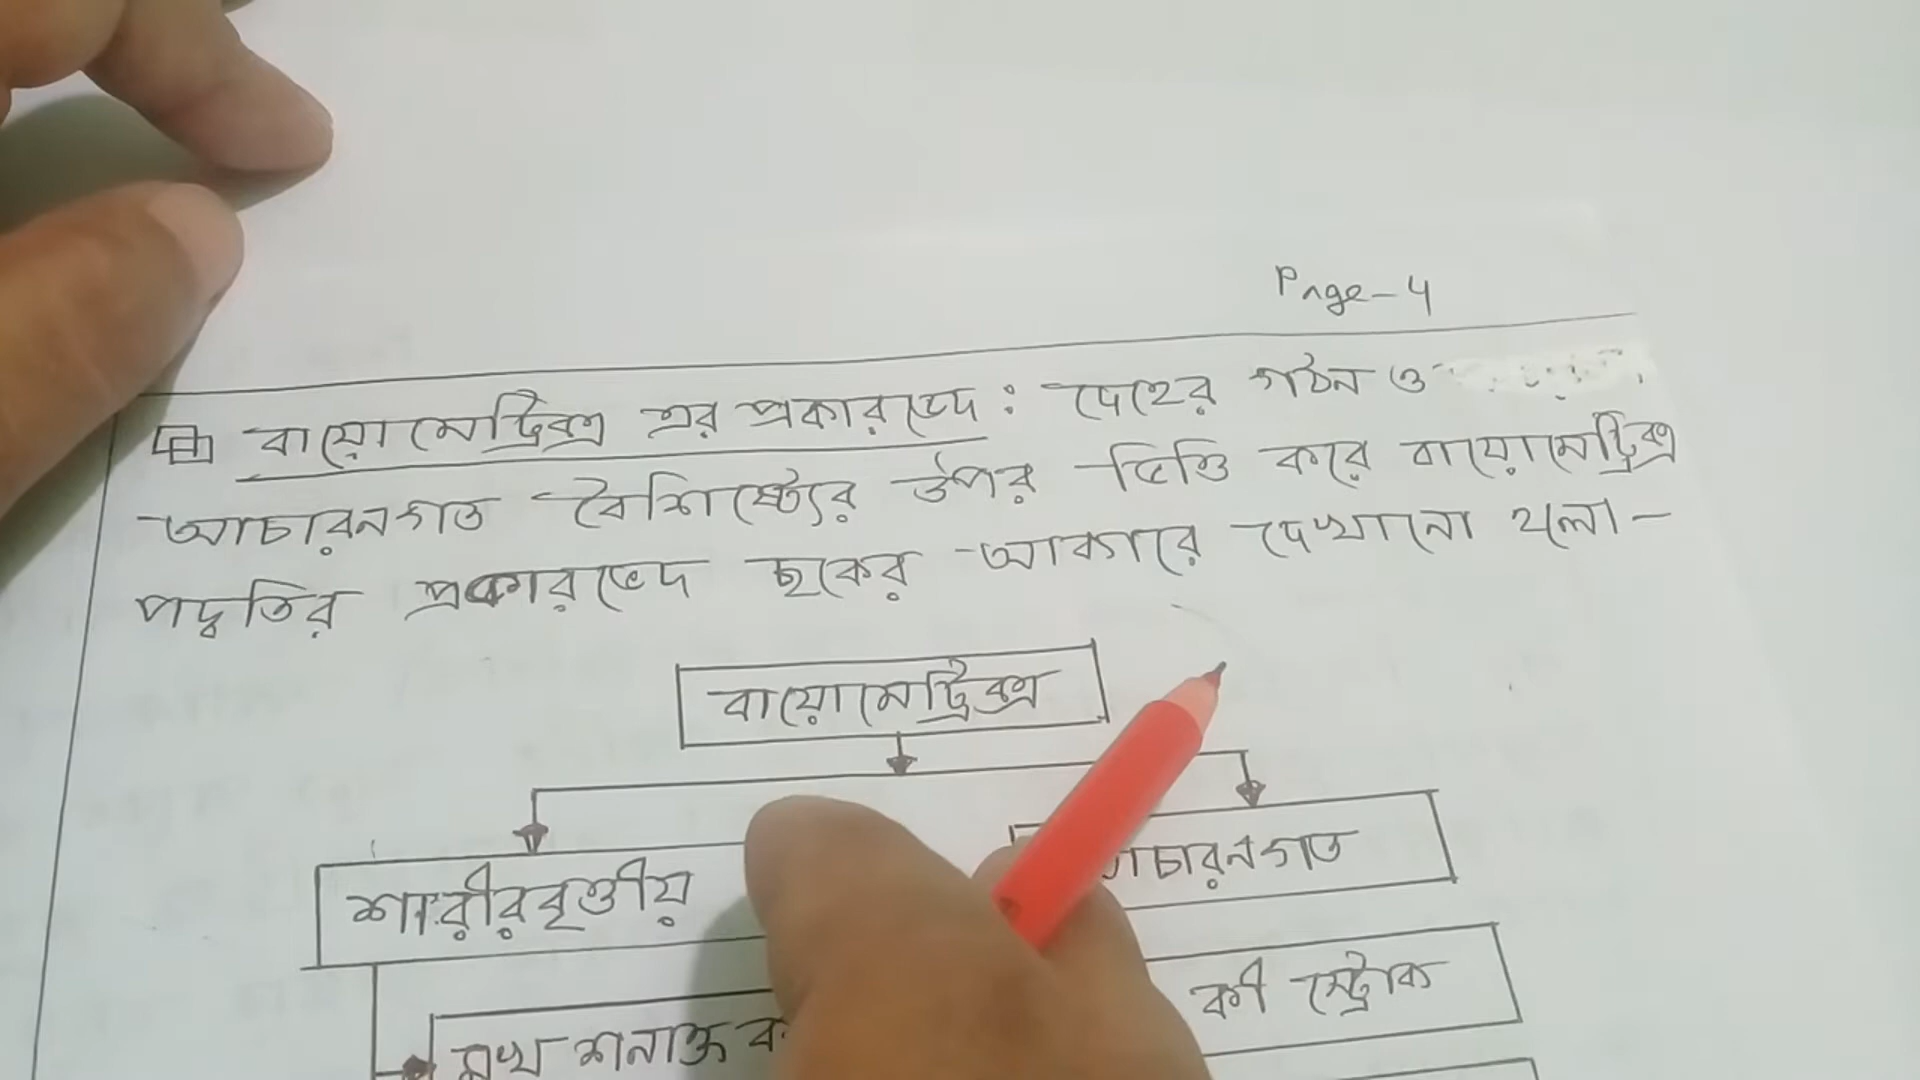 Page-4
বায়োমেট্রিক্স এর প্রকারভেদ : দেহের গঠন ও
আচারনগত বৈশিষ্ট্যের উপর ভিত্তি করে বায়োমেট্রিক্স
পদ্ধতির প্রকারভেদ ছকের আকারে দেখানো হলো-
বায়োমেট্রিক্স
শারীরবৃত্তীয়
াচারনগত
মুখ শনাক্ত ক
কী স্ট্রোক